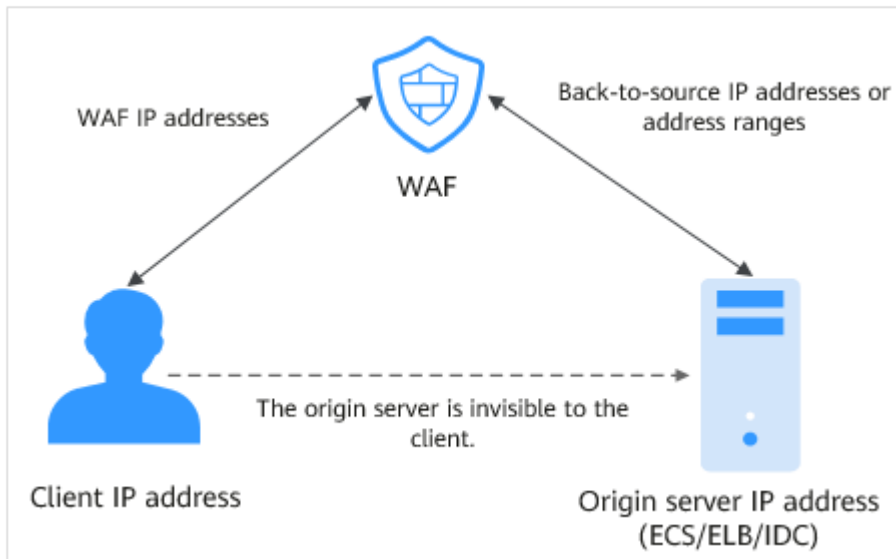 WAF IP addresses
Back-to-source IP addresses or
address ranges
WAF
The origin server is invisible to the
client.
Client IP address
Origin server IP address
(ECS/ELB/IDC)